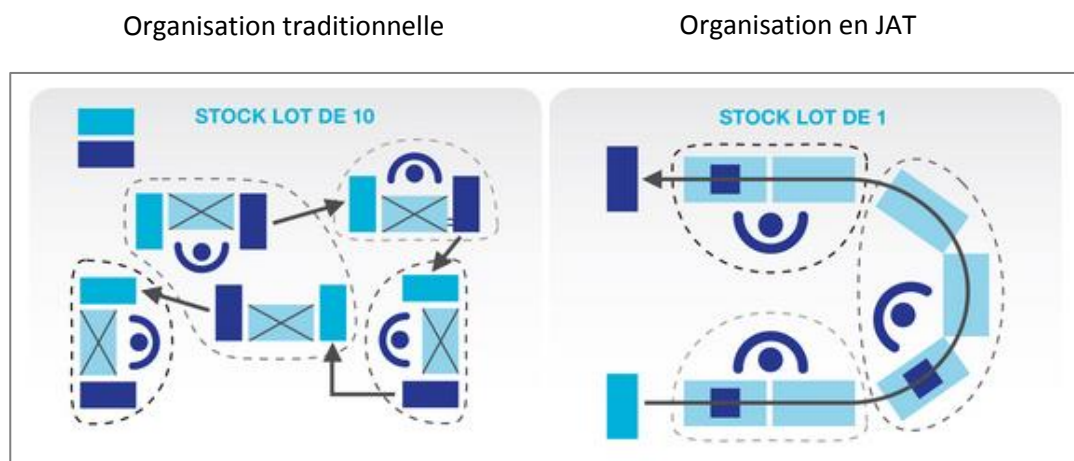 Organisation traditionnelle
Organisation en JAT
STOCK LOT DE 10
STOCK LOT DE 1